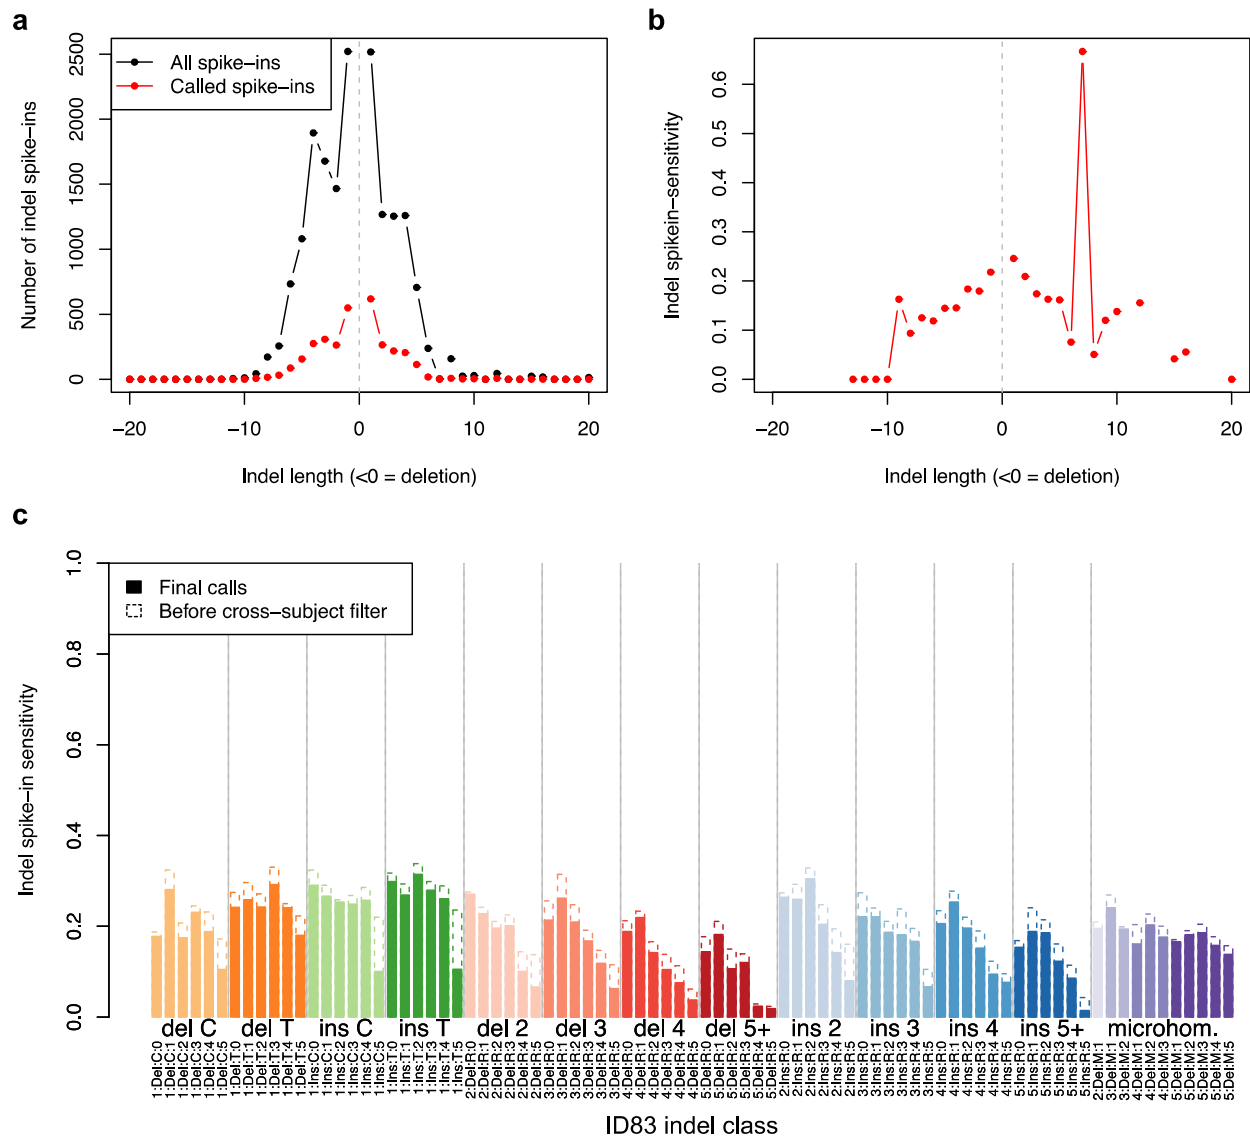 a
All spike−ins
Called spike−ins
Number of indel spike−ins
0
500
1000
1500
2000
2500
−20
−10
0
10
20
Indel length (<0 = deletion)
b
Indel spikein−sensitivity
0.0
0.1
0.2
0.3
0.4
0.5
0.6
−20
−10
0
10
20
Indel length (<0 = deletion)
c
Final calls
Before cross−subject filter
Indel spike−in sensitivity
0.0
0.2
0.4
0.6
0.8
1.0
del C
del T
ins C
ins T
del 2
del 3
del 4
del 5+
ins 2
ins 3
ins 4
ins 5+
microhom.
1:Del:C:0
1:Del:C:1
1:Del:C:2
1:Del:C:3
1:Del:C:4
1:Del:C:5
1:Del:T:0
1:Del:T:1
1:Del:T:2
1:Del:T:3
1:Del:T:4
1:Del:T:5
1:Ins:C:0
1:Ins:C:1
1:Ins:C:2
1:Ins:C:3
1:Ins:C:4
1:Ins:C:5
1:Ins:T:0
1:Ins:T:1
1:Ins:T:2
1:Ins:T:3
1:Ins:T:4
1:Ins:T:5
2:Del:R:0
2:Del:R:1
2:Del:R:2
2:Del:R:3
2:Del:R:4
2:Del:R:5
3:Del:R:0
3:Del:R:1
3:Del:R:2
3:Del:R:3
3:Del:R:4
3:Del:R:5
4:Del:R:0
4:Del:R:1
4:Del:R:2
4:Del:R:3
4:Del:R:4
4:Del:R:5
5:Del:R:0
5:Del:R:1
5:Del:R:2
5:Del:R:3
5:Del:R:4
5:Del:R:5
2:Ins:R:0
2:Ins:R:1
2:Ins:R:2
2:Ins:R:3
2:Ins:R:4
2:Ins:R:5
3:Ins:R:0
3:Ins:R:1
3:Ins:R:2
3:Ins:R:3
3:Ins:R:4
3:Ins:R:5
4:Ins:R:0
4:Ins:R:1
4:Ins:R:2
4:Ins:R:3
4:Ins:R:4
4:Ins:R:5
5:Ins:R:0
5:Ins:R:1
5:Ins:R:2
5:Ins:R:3
5:Ins:R:4
5:Ins:R:5
2:Del:M:1
3:Del:M:1
3:Del:M:2
4:Del:M:1
4:Del:M:2
4:Del:M:3
5:Del:M:1
5:Del:M:2
5:Del:M:3
5:Del:M:4
5:Del:M:5
ID83 indel class